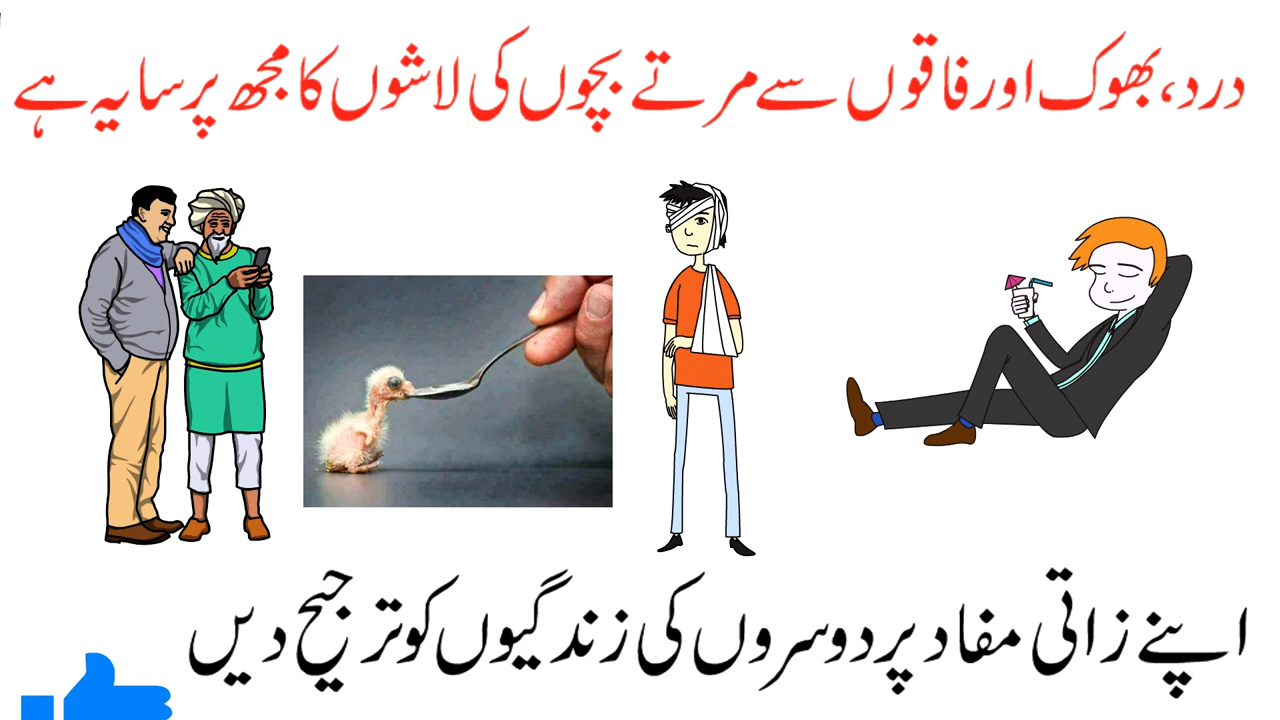 درد، بھوک اور فاقوں سے مرتے بچوں کی لاشوں کا مجھ پر سایہ ہے
اپنے زاتی مفاد پر دوسروں کی زندگیوں کو ترجیح دیں